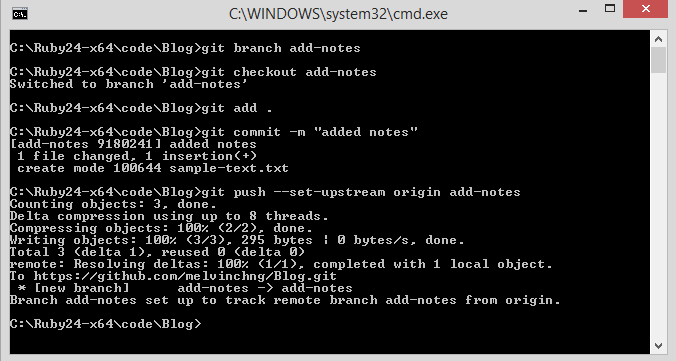 C:\WINDOWS\system32\cmd.exe
C:\Ruby24-x64\code\Blog>git branch add-notes
C:\Ruby24-x64\code\Blog>git checkout add-notes
Switched to branch 'add-notes'
C:\Ruby24-x64\code\Blog>git add .
C:\Ruby24-x64\code\Blog>git commit -m "added notes"
[add-notes 9180241] added notes
 1 file changed, 1 insertion(+)
 create mode 100644 sample-text.txt
C:\Ruby24-x64\code\Blog>git push --set-upstream origin add-notes
Counting objects: 3, done.
Delta compression using up to 8 threads.
Compressing objects: 100% (2/2), done.
Writing objects: 100% (3/3), 295 bytes ¦ 0 bytes/s, done.
Total 3 (delta 1), reused 0 (delta 0)
remote: Resolving deltas: 100% (1/1), completed with 1 local object.
To https://github.com/melvinchng/Blog.git
 * [new branch]      add-notes -> add-notes
Branch add-notes set up to track remote branch add-notes from origin.
C:\Ruby24-x64\code\Blog>